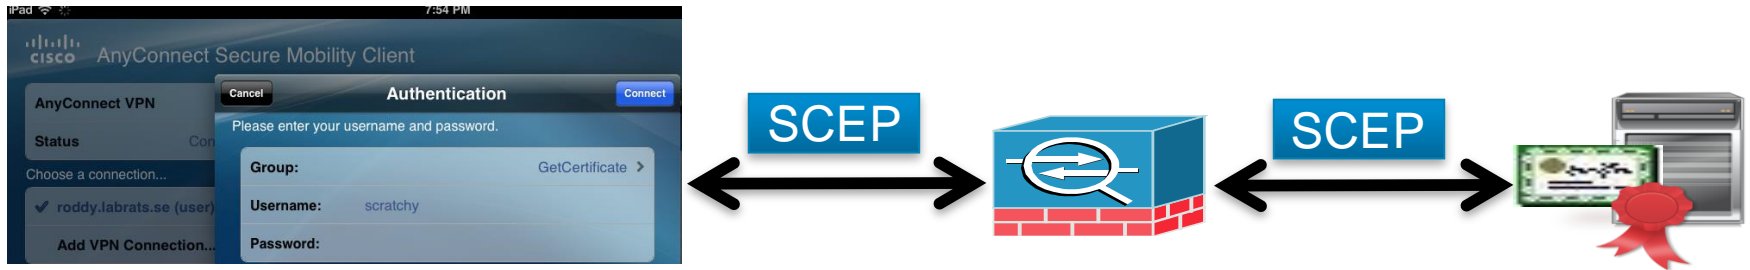 iPad 7:54 PM
cisco AnyConnect Secure Mobility Client
Cancel Authentication Connect
AnyConnect VPN
Please enter your username and password.
Status Con
Group: GetCertificate
Choose a connection...
Username: scratchy
roddy.labrats.se (user)
Password:
Add VPN Connection...
SCEP
SCEP